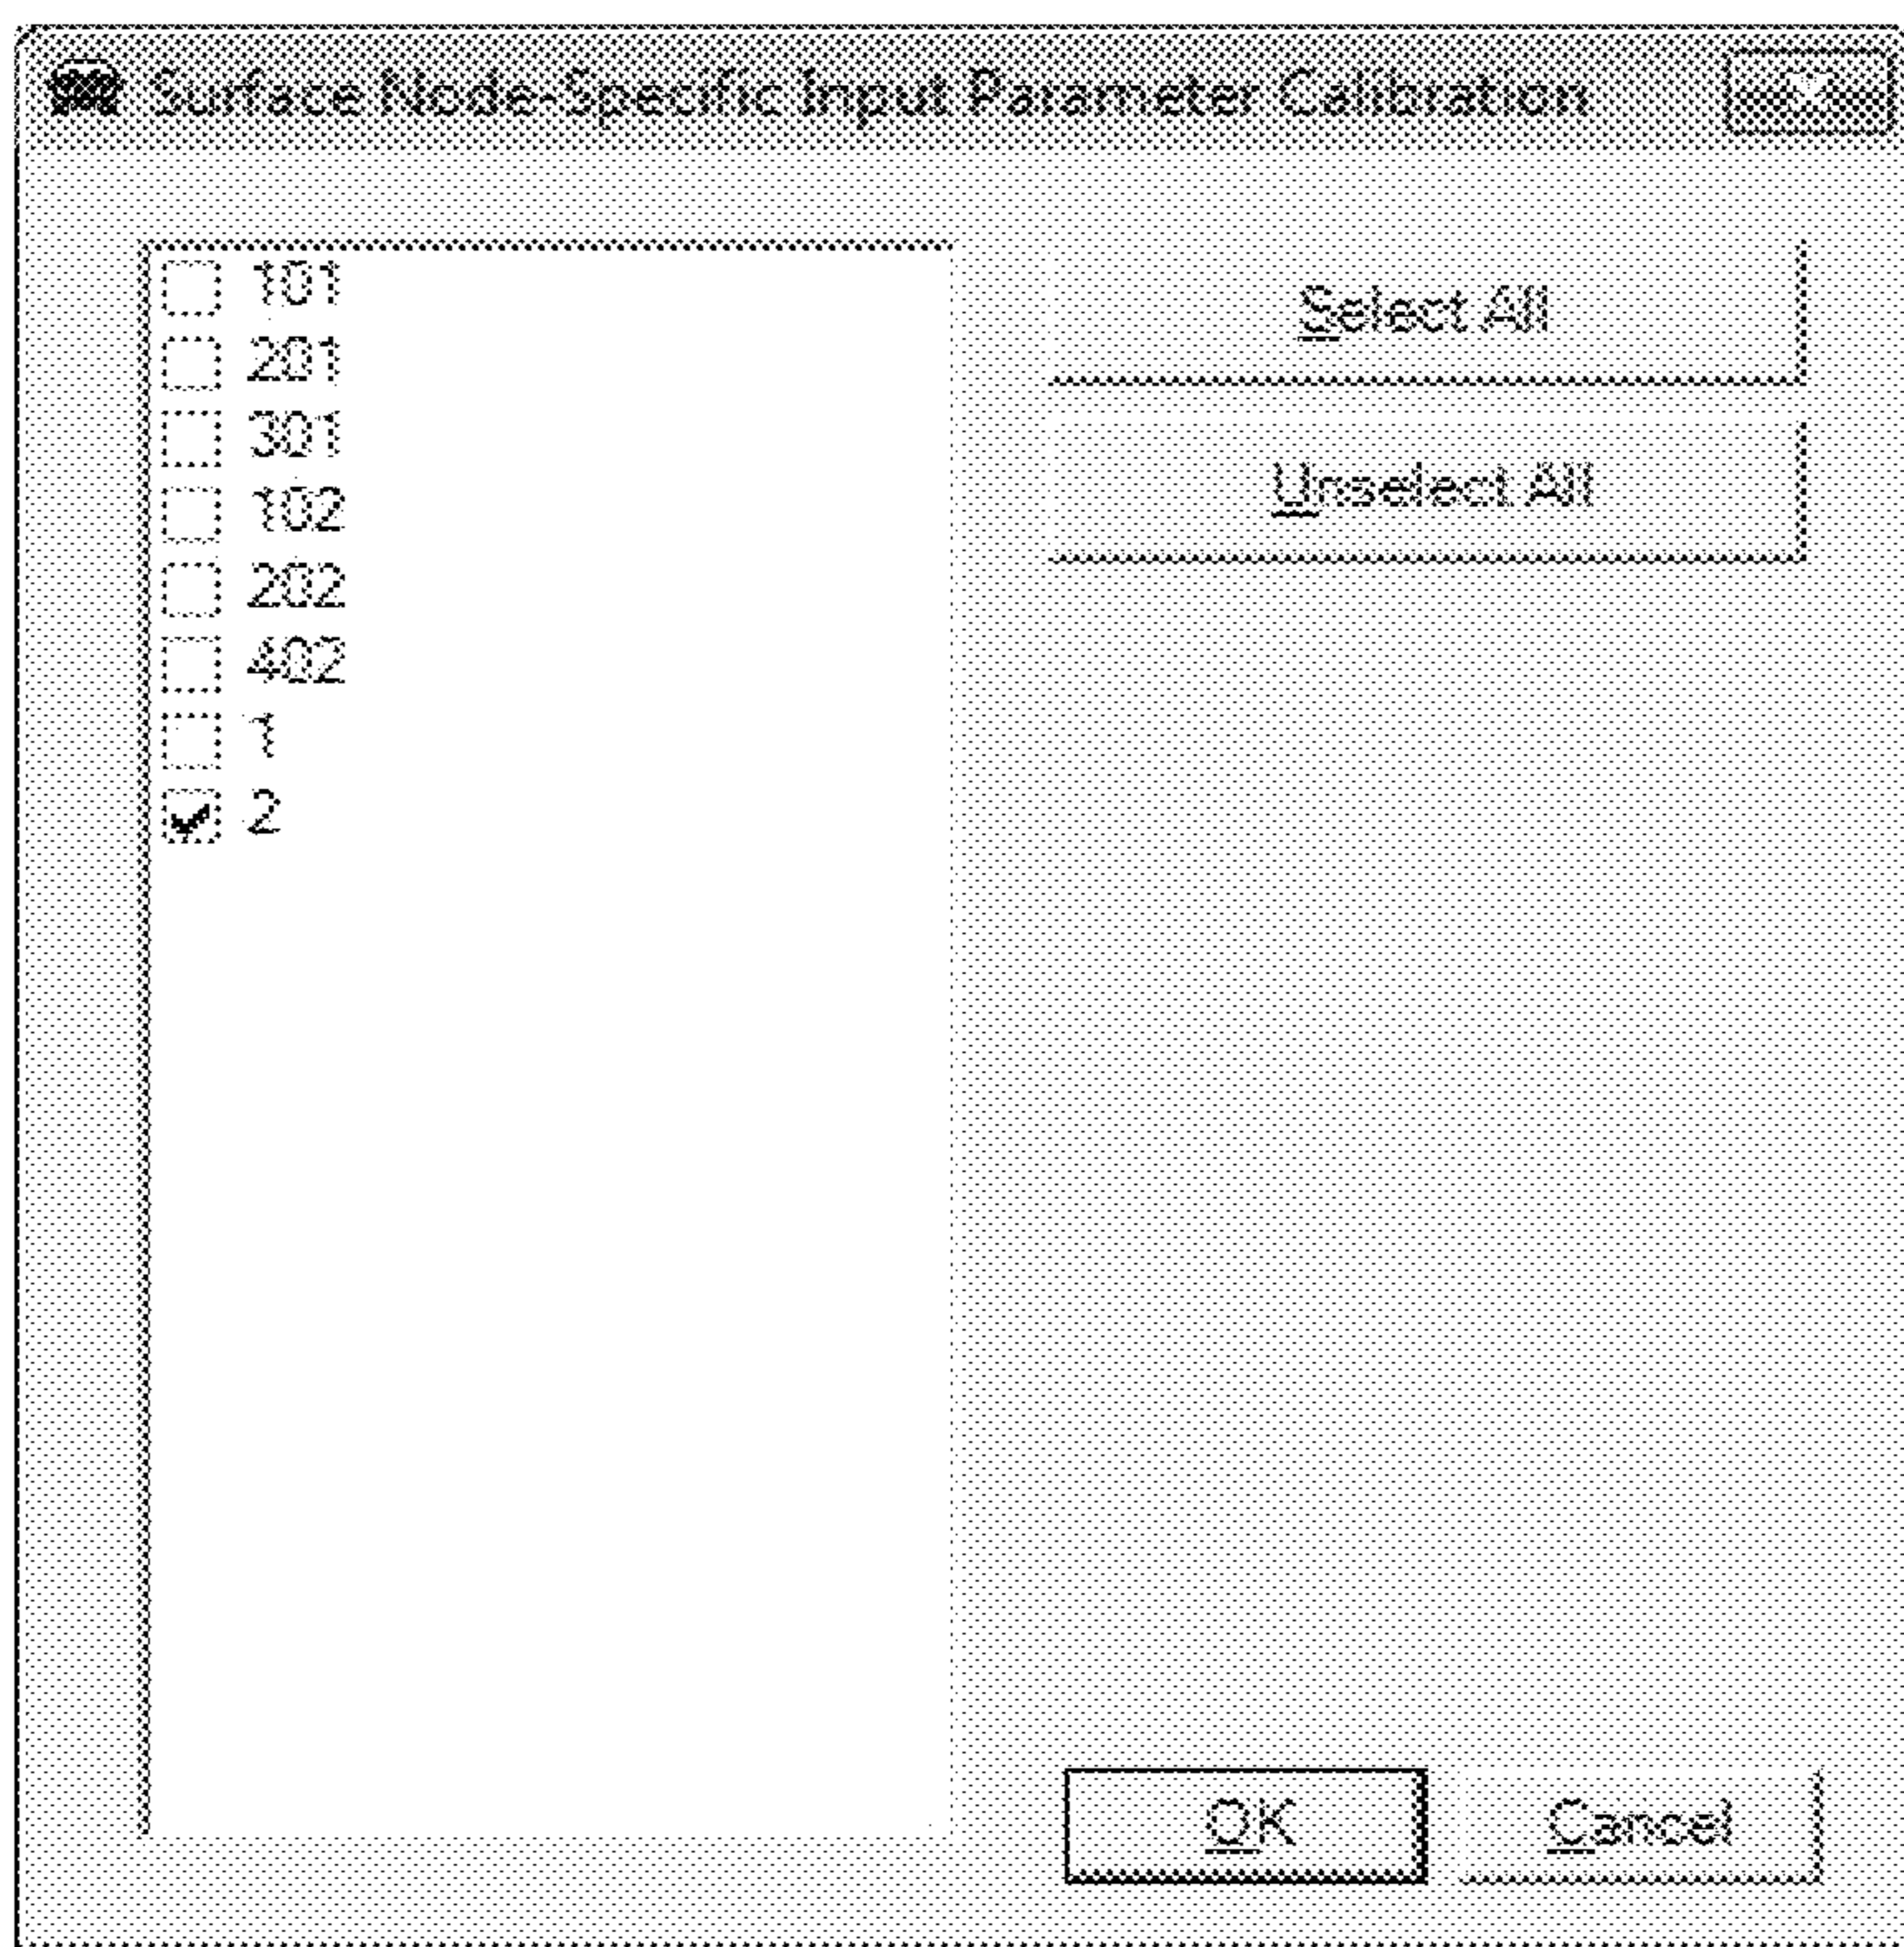 Surface Node-Specific Input Parameter Calibration
101
201
301
102
202
402
1
2
Select All
Unselect All
OK
Cancel